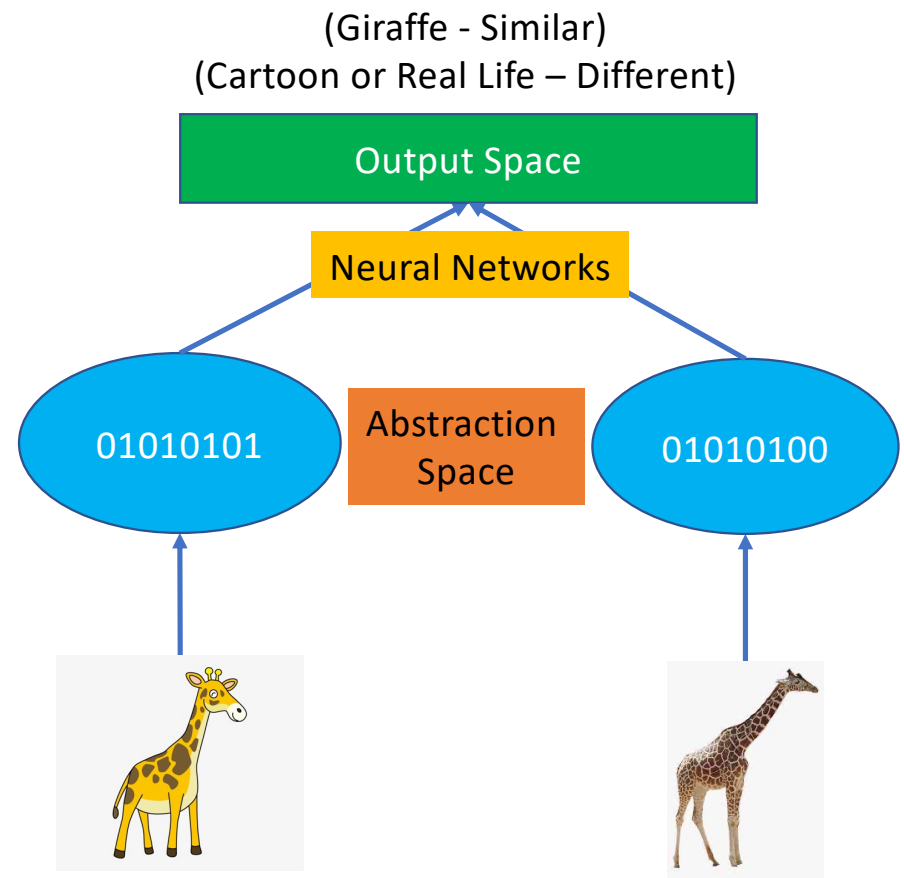 (Giraffe - Similar)
(Cartoon or Real Life – Different)
Output Space
Neural Networks
01010101
Abstraction
Space
01010100